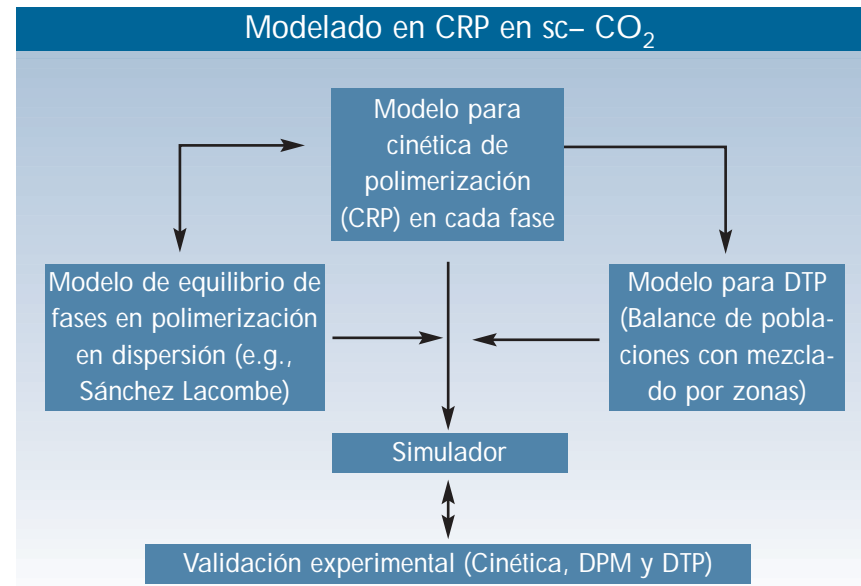 Modelado en CRP en sc– CO₂
Modelo para
cinética de
polimerización
(CRP) en cada fase
Modelo de equilibrio de
fases en polimerización
en dispersión (e.g.,
Sánchez Lacombe)
Modelo para DTP
(Balance de pobla-
ciones con mezcla-
do por zonas)
Simulador
Validación experimental (Cinética, DPM y DTP)